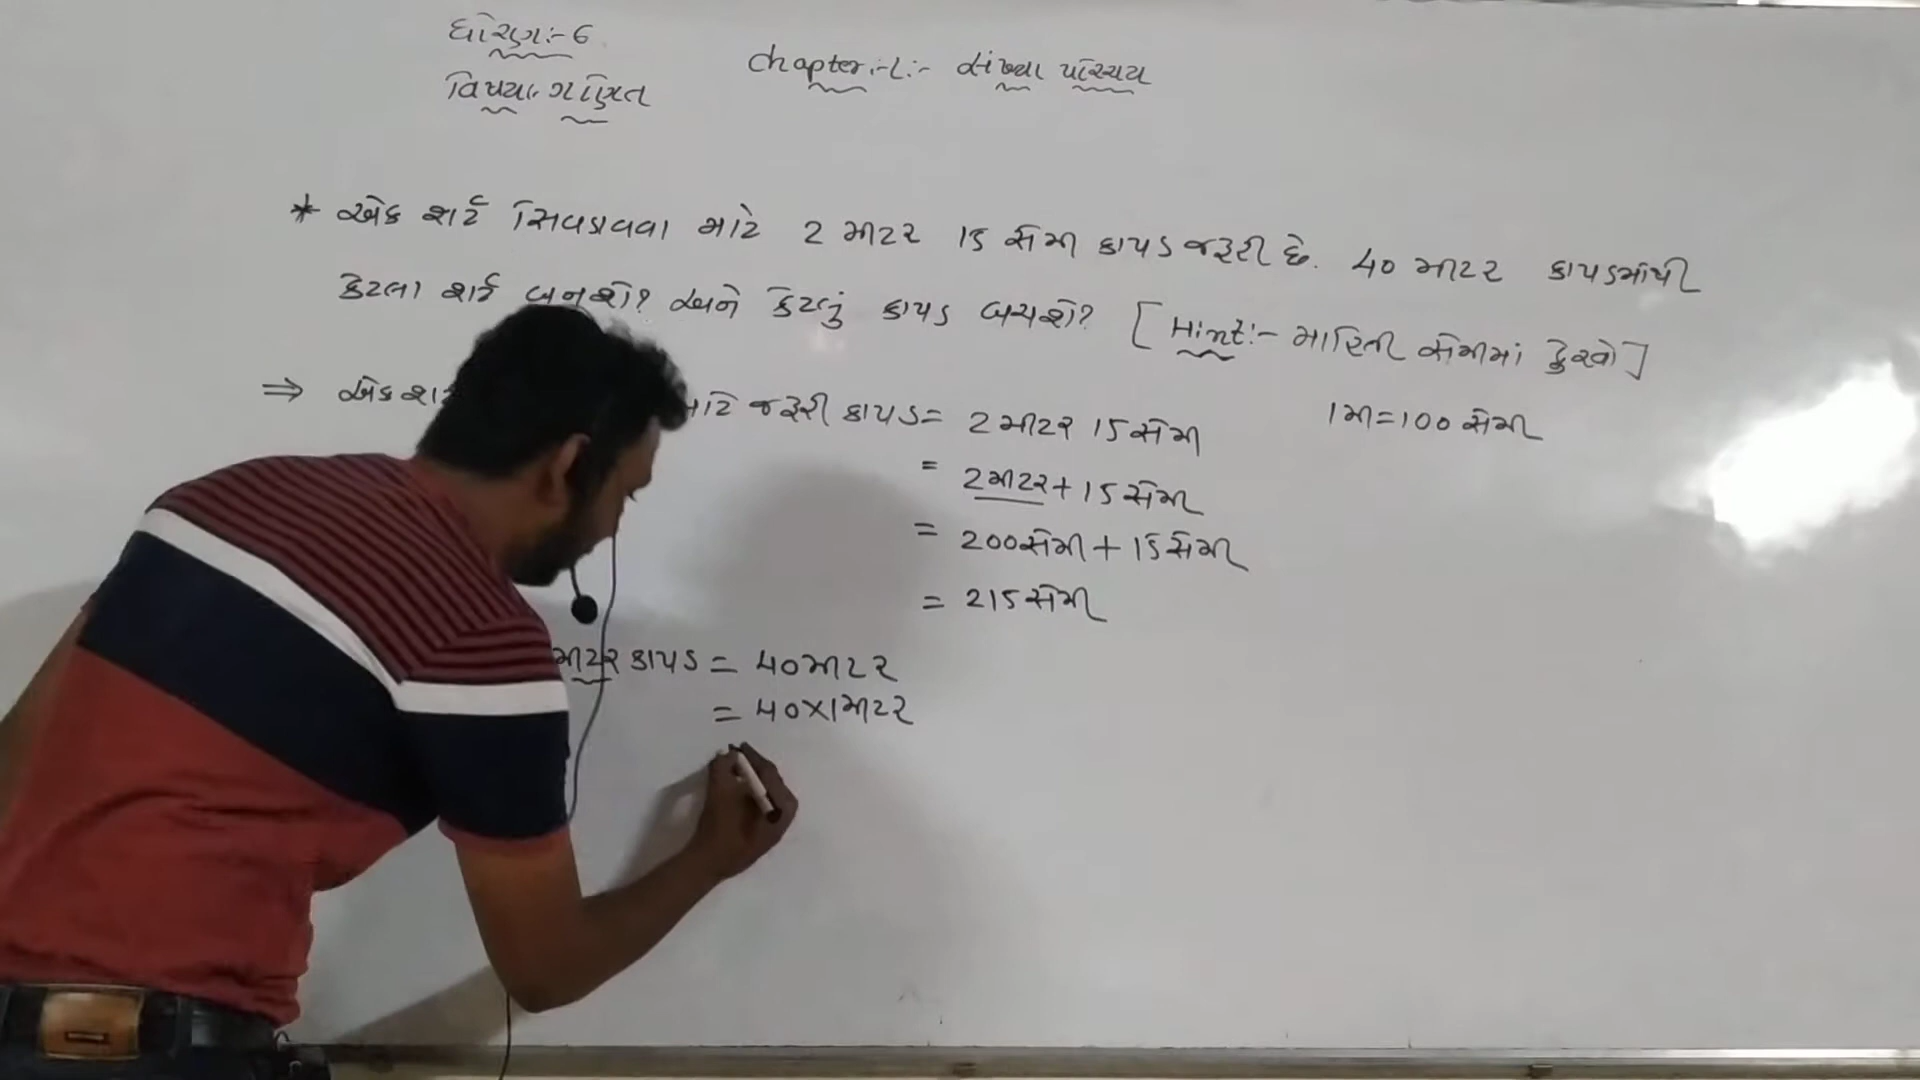 ધોરણ:- 6
વિષય:- ગણિત
Chapter:-1:- સંખ્યા પરિચય
* એક શર્ટ સિવડાવવા માટે 2 મીટર 15 સેમી કાપડ જરૂરી છે. 40 મીટર કાપડમાંથી
કેટલા શર્ટ બનશે? અને કેટલું કાપડ બચશે? [Hint:- માહિતી સેમીમાં ફેરવો]
⇒ એક શર્ટ માટે જરૂરી કાપડ = 2 મીટર 15 સેમી
1 મી = 100 સેમી
= 2 મીટર + 15 સેમી
= 200 સેમી + 15 સેમી
= 215 સેમી
મીટર કાપડ = 40 મીટર
= 40 × 1 મીટર